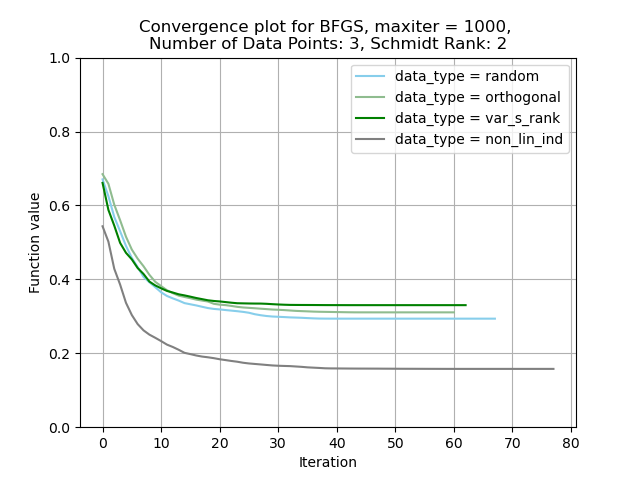 Convergence plot for BFGS, maxiter = 1000,
Number of Data Points: 3, Schmidt Rank: 2
data_type = random
data_type = orthogonal
data_type = var_s_rank
data_type = non_lin_ind
Function value
1.0
0.8
0.6
0.4
0.2
0.0
0 10 20 30 40 50 60 70 80
Iteration